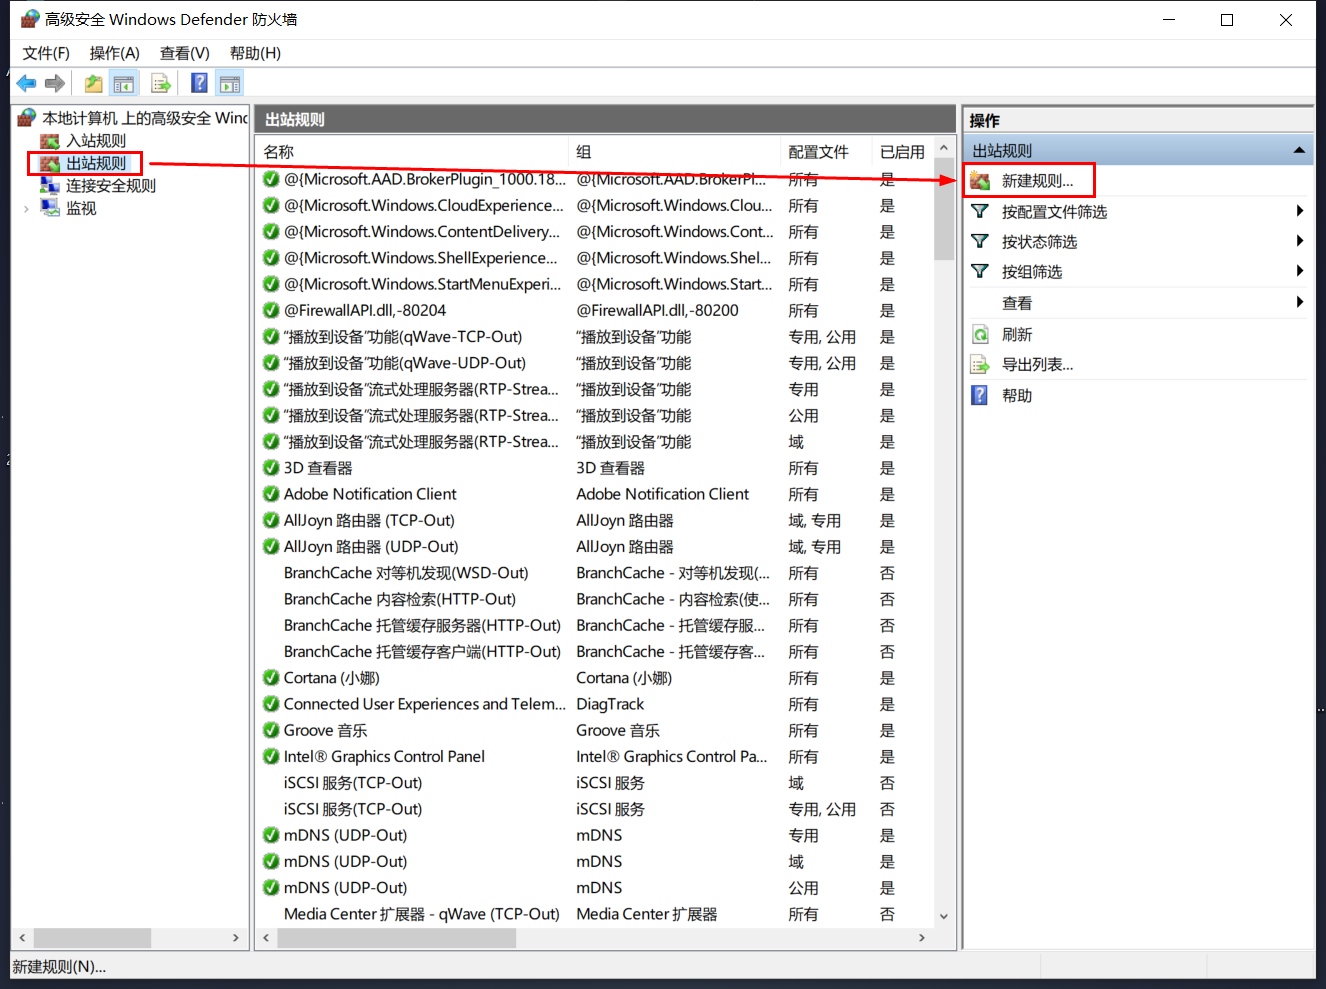 高级安全 Windows Defender 防火墙
文件(F) 操作(A) 查看(V) 帮助(H)
本地计算机 上的高级安全 Winc
入站规则
出站规则
连接安全规则
监视
出站规则
名称 组 配置文件 已启用
@{Microsoft.AAD.BrokerPlugin_1000.18... @{Microsoft.AAD.BrokerPl... 所有 是
@{Microsoft.Windows.CloudExperience... @{Microsoft.Windows.Clou... 所有 是
@{Microsoft.Windows.ContentDelivery... @{Microsoft.Windows.Cont... 所有 是
@{Microsoft.Windows.ShellExperience... @{Microsoft.Windows.Shel... 所有 是
@{Microsoft.Windows.StartMenuExperi... @{Microsoft.Windows.Start... 所有 是
@FirewallAPI.dll,-80204 @FirewallAPI.dll,-80200 所有 是
“播放到设备”功能(qWave-TCP-Out) “播放到设备”功能 专用, 公用 是
“播放到设备”功能(qWave-UDP-Out) “播放到设备”功能 专用, 公用 是
“播放到设备”流式处理服务器(RTP-Strea... “播放到设备”功能 专用 是
“播放到设备”流式处理服务器(RTP-Strea... “播放到设备”功能 公用 是
“播放到设备”流式处理服务器(RTP-Strea... “播放到设备”功能 域 是
3D 查看器 3D 查看器 所有 是
Adobe Notification Client Adobe Notification Client 所有 是
AllJoyn 路由器 (TCP-Out) AllJoyn 路由器 域, 专用 是
AllJoyn 路由器 (UDP-Out) AllJoyn 路由器 域, 专用 是
BranchCache 对等机发现(WSD-Out) BranchCache - 对等机发现(... 所有 否
BranchCache 内容检索(HTTP-Out) BranchCache - 内容检索(使... 所有 否
BranchCache 托管缓存服务器(HTTP-Out) BranchCache - 托管缓存服... 所有 否
BranchCache 托管缓存客户端(HTTP-Out) BranchCache - 托管缓存客... 所有 否
Cortana (小娜) Cortana (小娜) 所有 是
Connected User Experiences and Telem... DiagTrack 所有 是
Groove 音乐 Groove 音乐 所有 是
Intel® Graphics Control Panel Intel® Graphics Control Pa... 所有 是
iSCSI 服务(TCP-Out) iSCSI 服务 域 否
iSCSI 服务(TCP-Out) iSCSI 服务 专用, 公用 否
mDNS (UDP-Out) mDNS 专用 是
mDNS (UDP-Out) mDNS 域 是
mDNS (UDP-Out) mDNS 公用 是
Media Center 扩展器 - qWave (TCP-Out) Media Center 扩展器 所有 否
操作
出站规则
新建规则...
按配置文件筛选
按状态筛选
按组筛选
查看
刷新
导出列表...
帮助
新建规则(N)...